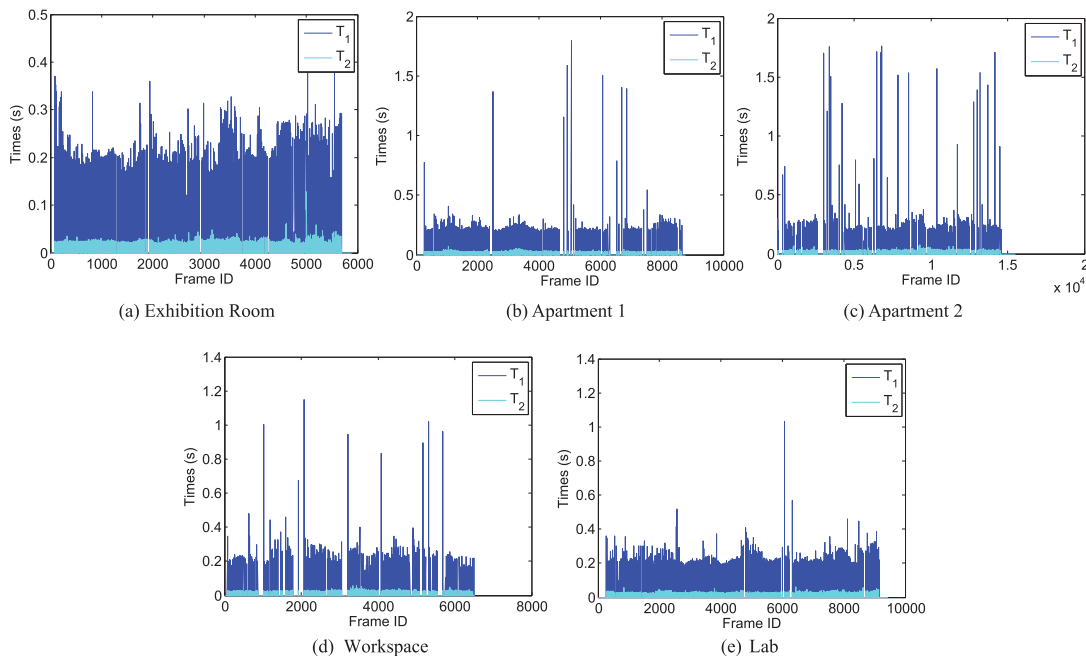 0.5
0.4
0.3
0.2
0.1
0
Times (s)
0 1000 2000 3000 4000 5000 6000
Frame ID
T1
T2
(a) Exhibition Room
2
1.5
1
0.5
0
Times (s)
0 2000 4000 6000 8000 10000
Frame ID
T1
T2
(b) Apartment 1
2
1.5
1
0.5
0
Times (s)
0 0.5 1 1.5 2
x 10^4
Frame ID
T1
T2
(c) Apartment 2
1.4
1.2
1
0.8
0.6
0.4
0.2
0
Times (s)
0 2000 4000 6000 8000
Frame ID
T1
T2
(d) Workspace
1.4
1.2
1
0.8
0.6
0.4
0.2
0
Times (s)
0 2000 4000 6000 8000 10000
Frame ID
T1
T2
(e) Lab